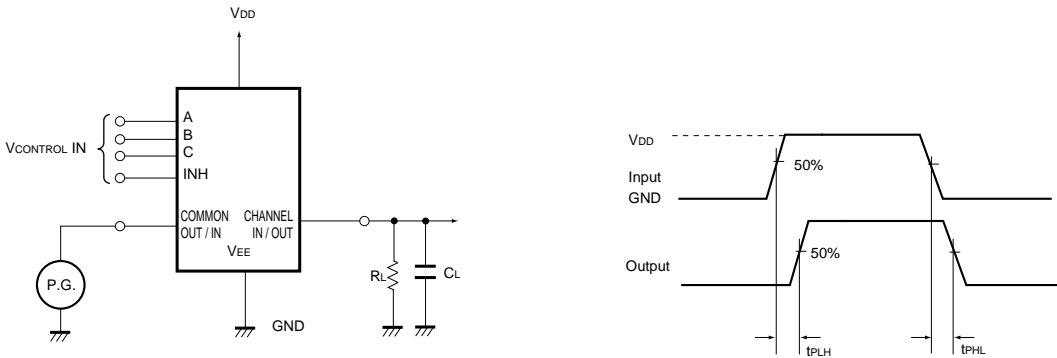 VDD
VCONTROL IN
A
B
C
INH
COMMON
OUT / IN
CHANNEL
IN / OUT
VEE
P.G.
RL
CL
GND
VDD
50%
Input
GND
50%
Output
tPLH
tPHL